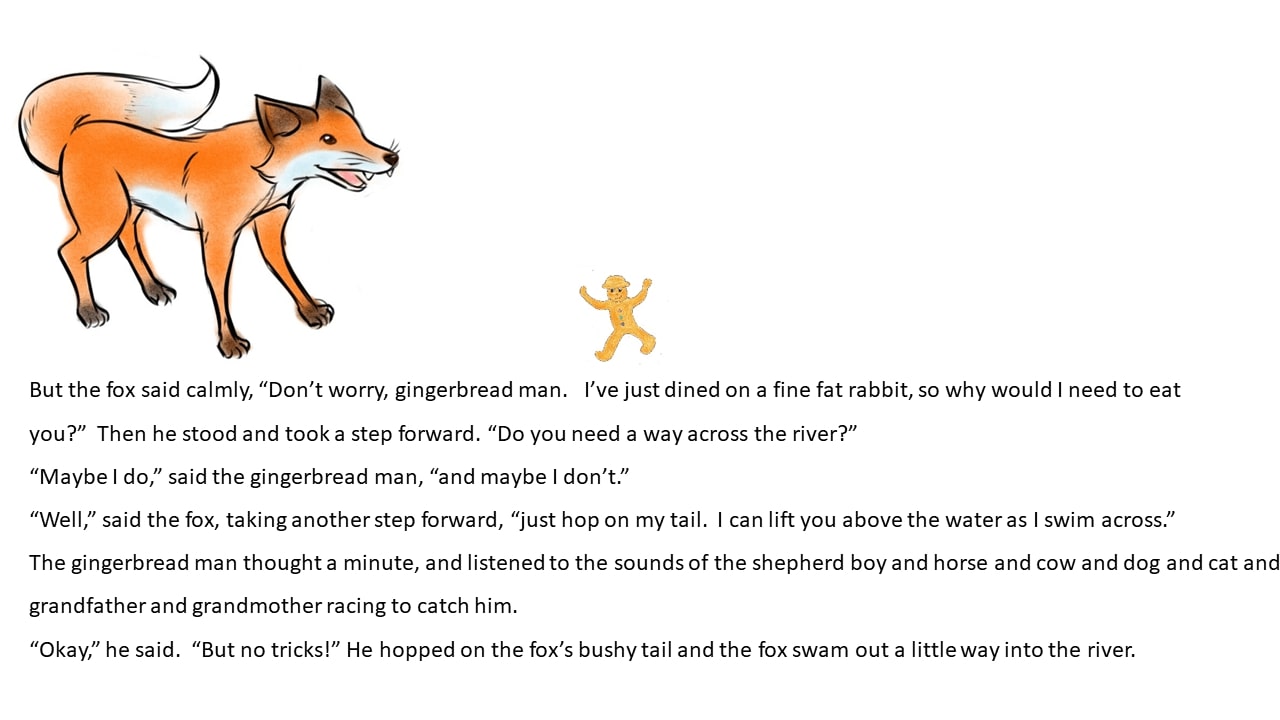 But the fox said calmly, “Don’t worry, gingerbread man.   I’ve just dined on a fine fat rabbit, so why would I need to eat
you?”  Then he stood and took a step forward. “Do you need a way across the river?”
“Maybe I do,” said the gingerbread man, “and maybe I don’t.”
“Well,” said the fox, taking another step forward, “just hop on my tail.  I can lift you above the water as I swim across.”
The gingerbread man thought a minute, and listened to the sounds of the shepherd boy and horse and cow and dog and cat and
grandfather and grandmother racing to catch him.
“Okay,” he said.  “But no tricks!” He hopped on the fox’s bushy tail and the fox swam out a little way into the river.